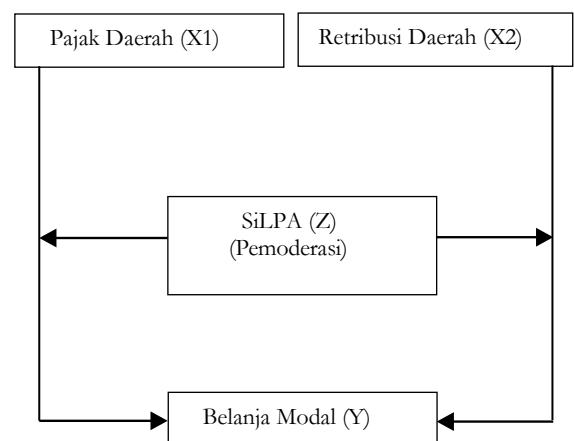 Pajak Daerah (X1)
Retribusi Daerah (X2)
SiLPA (Z)
(Pemoderasi)
Belanja Modal (Y)